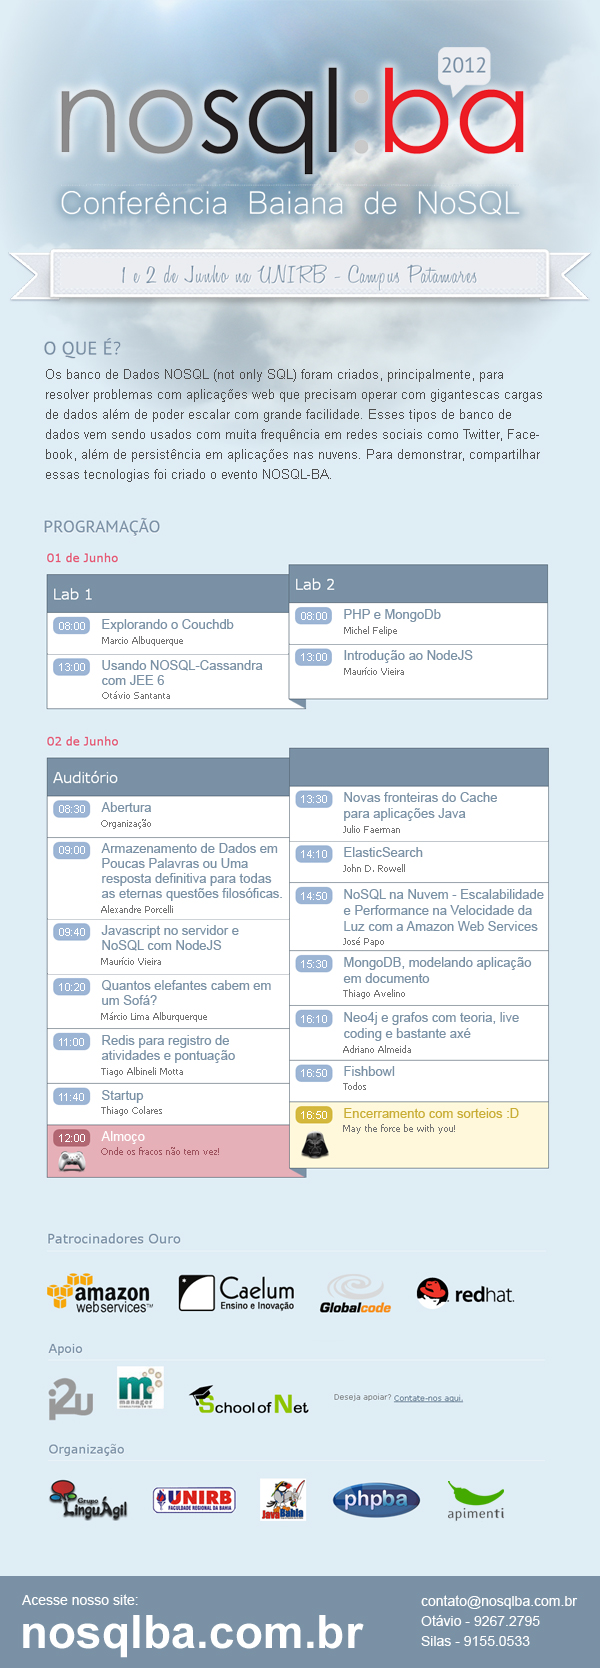 2012
nosql:ba
Conferência Baiana de NoSQL
1 e 2 de Junho na UNIRB - Campus Patamares
O QUE É?
Os banco de Dados NOSQL (not only SQL) foram criados, principalmente, para
resolver problemas com aplicações web que precisam operar com gigantescas cargas
de dados além de poder escalar com grande facilidade. Esses tipos de banco de
dados vem sendo usados com muita frequência em redes sociais como Twitter, Face-
book, além de persistência em aplicações nas nuvens. Para demonstrar, compartilhar
essas tecnologias foi criado o evento NOSQL-BA.
PROGRAMAÇÃO
01 de Junho
Lab 1
08:00 Explorando o Couchdb
Marcio Albuquerque
13:00 Usando NOSQL-Cassandra
com JEE 6
Otávio Santanta
Lab 2
08:00 PHP e MongoDb
Michel Felipe
13:00 Introdução ao NodeJS
Maurício Vieira
02 de Junho
Auditório
08:30 Abertura
Organização
09:00 Armazenamento de Dados em
Poucas Palavras ou Uma
resposta definitiva para todas
as eternas questões filosóficas.
Alexandre Porcelli
09:40 Javascript no servidor e
NoSQL com NodeJS
Maurício Vieira
10:20 Quantos elefantes cabem em
um Sofá?
Márcio Lima Alburquerque
11:00 Redis para registro de
atividades e pontuação
Tiago Albineli Motta
11:40 Startup
Thiago Colares
12:00 Almoço
Onde os fracos não tem vez!
13:30 Novas fronteiras do Cache
para aplicações Java
Julio Faerman
14:10 ElasticSearch
John D. Rowell
14:50 NoSQL na Nuvem - Escalabilidade
e Performance na Velocidade da
Luz com a Amazon Web Services
José Papo
15:30 MongoDB, modelando aplicação
em documento
Thiago Avelino
16:10 Neo4j e grafos com teoria, live
coding e bastante axé
Adriano Almeida
16:50 Fishbowl
Todos
16:50 Encerramento com sorteios :D
May the force be with you!
Patrocinadores Ouro
amazon
webservices™
Caelum
Ensino e Inovação
Globalcode
redhat.
Apoio
i2u
m
manager
School of Net
Deseja apoiar? Contate-nos aqui.
Organização
Grupo
LinguÁgil
UNIRB
FACULDADE REGIONAL DA BAHIA
JavaBahia
phpba
apimenti
Acesse nosso site:
nosqlba.com.br
contato@nosqlba.com.br
Otávio - 9267.2795
Silas - 9155.0533